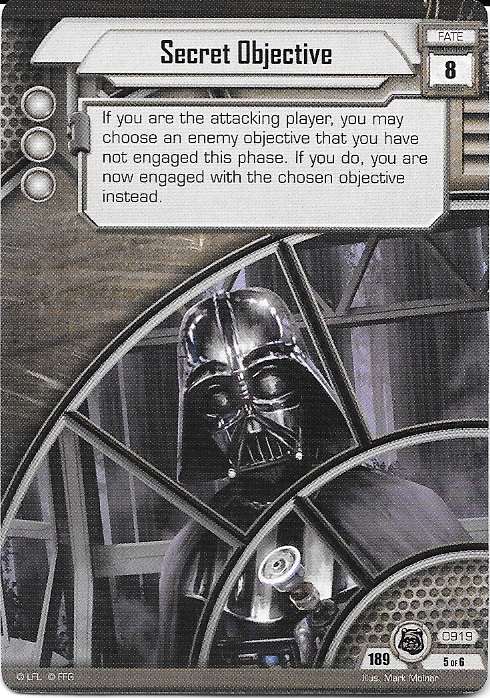 Secret Objective
FATE
8
If you are the attacking player, you may
choose an enemy objective that you have
not engaged this phase. If you do, you are
now engaged with the chosen objective
instead.
0919
189
5 OF 6
© LFL © FFG
Illus. Mark Molnar